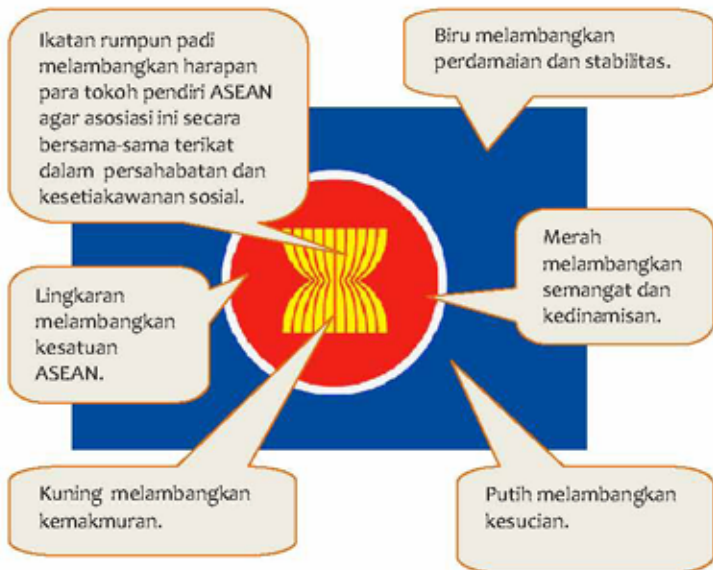 Ikatan rumpun padi
melambangkan harapan
para tokoh pendiri ASEAN
agar asosiasi ini secara
bersama-sama terikat
dalam persahabatan dan
kesetiakawanan sosial.
Biru melambangkan
perdamaian dan stabilitas.
Lingkaran
melambangkan
kesatuan
ASEAN.
Merah
melambangkan
semangat dan
kedinamisan.
Kuning melambangkan
kemakmuran.
Putih melambangkan
kesucian.